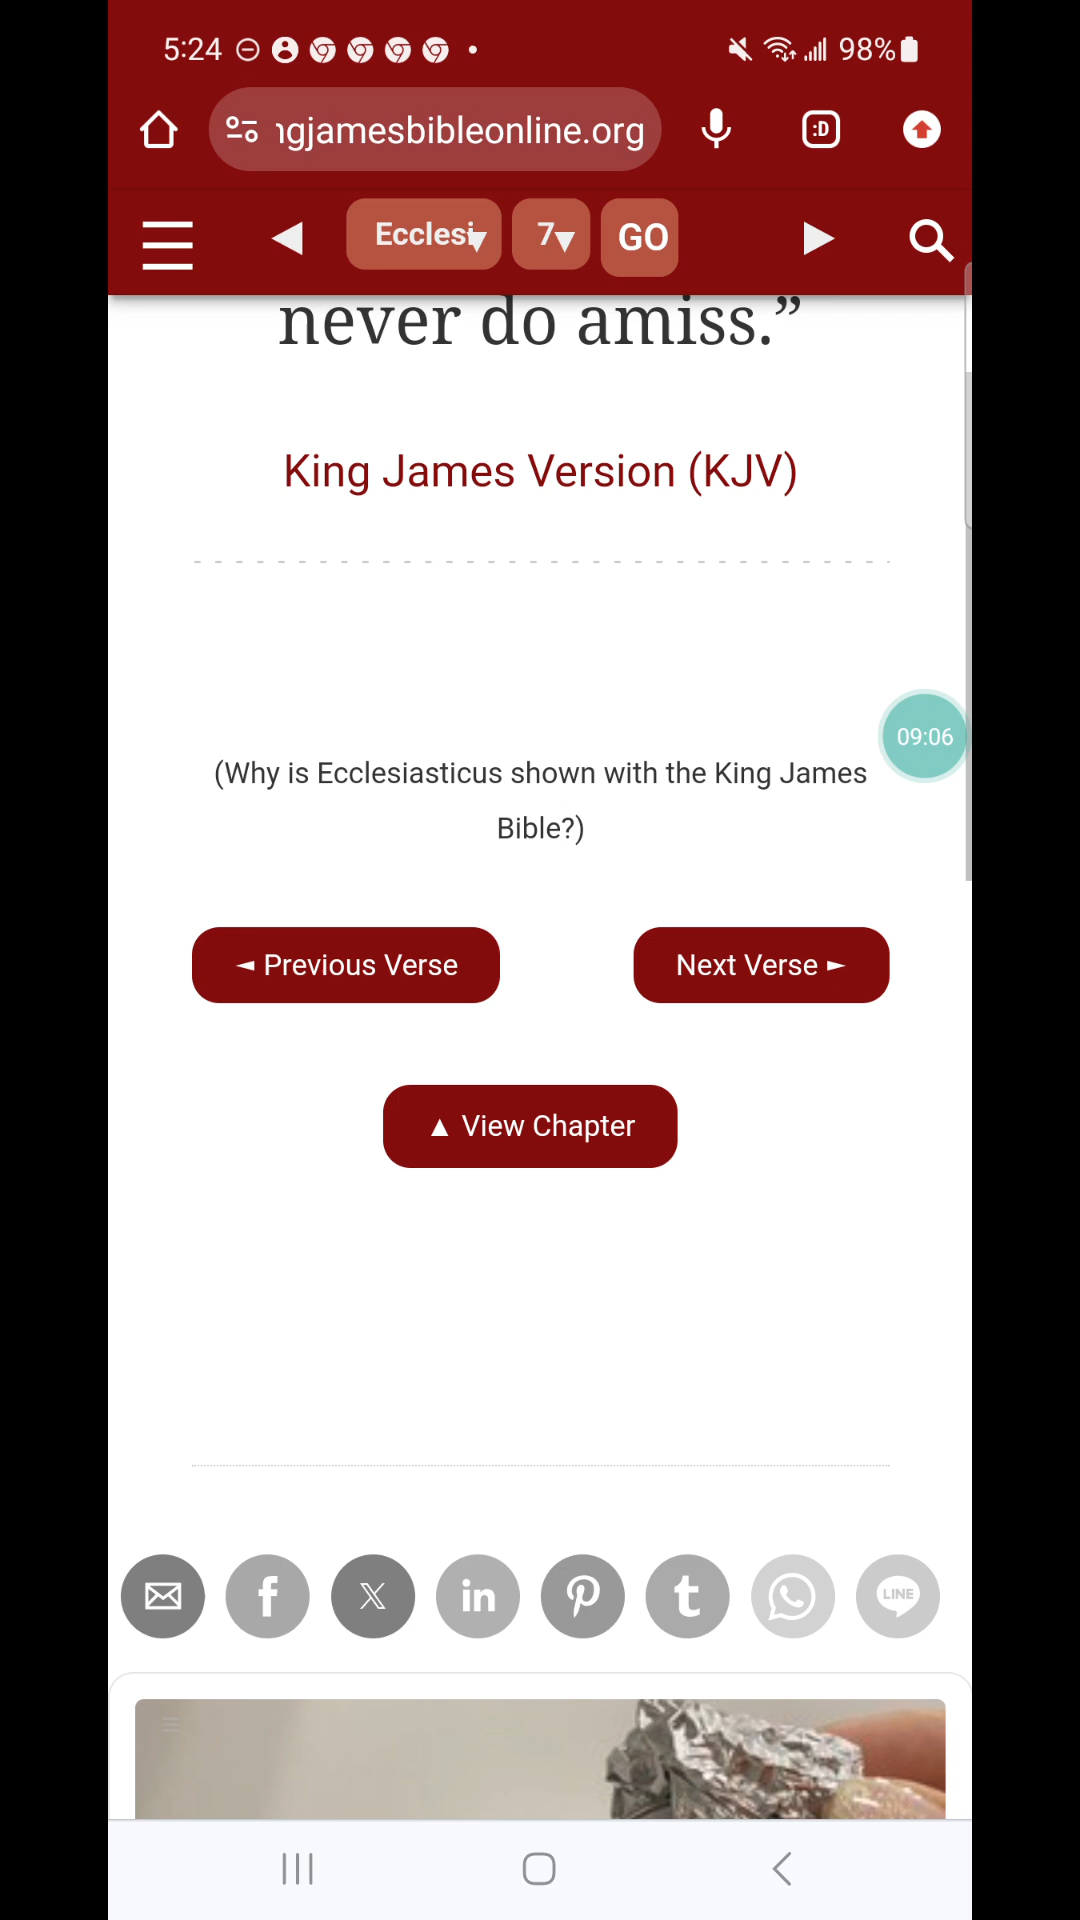 5:24
98%
ngjamesbibleonline.org
:D
Ecclesi
7
GO
never do amiss.”
King James Version (KJV)
09:06
(Why is Ecclesiasticus shown with the King James
Bible?)
◄ Previous Verse
Next Verse ►
▲ View Chapter
f
X
in
t
LINE